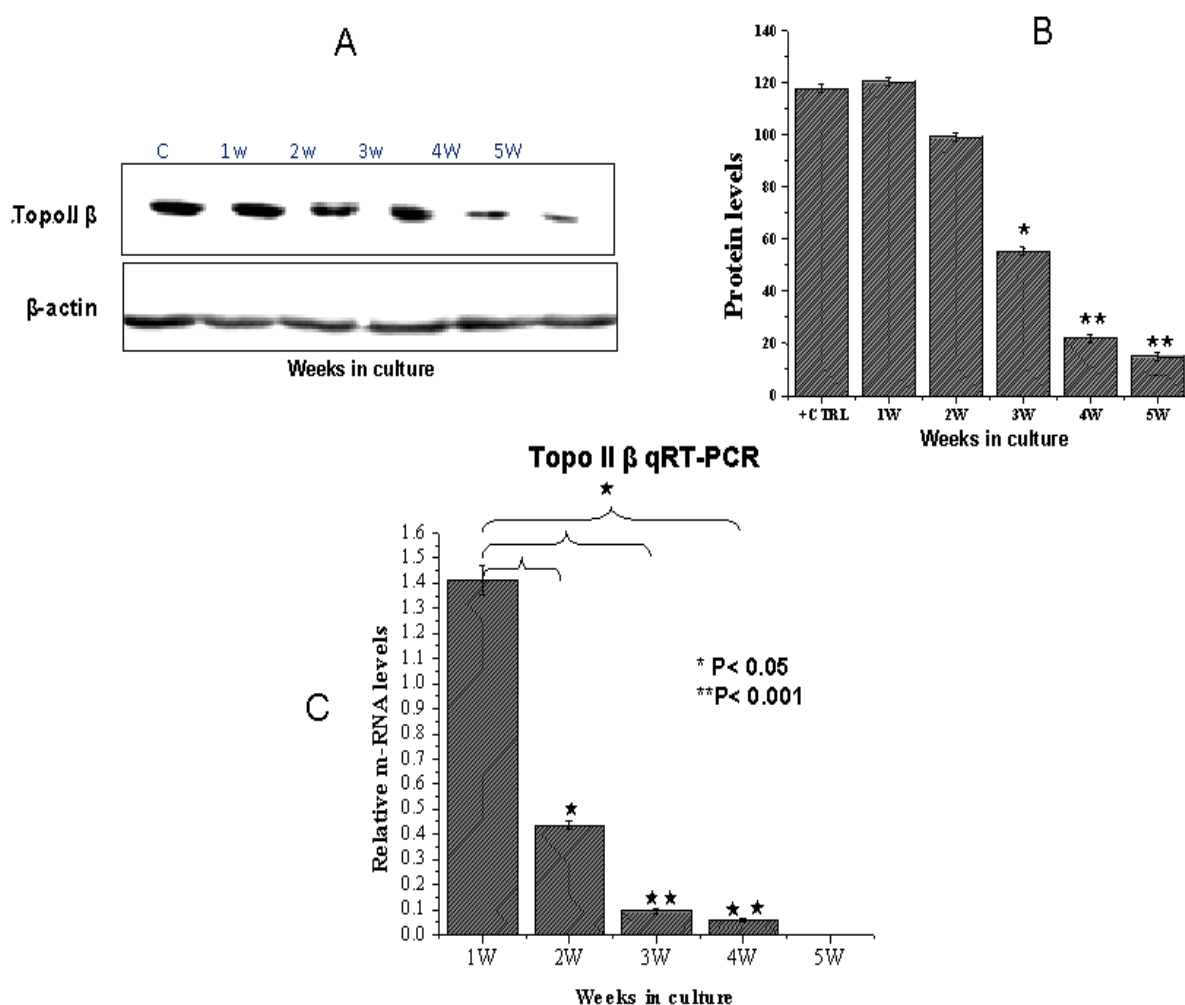 A
C 1w 2w 3w 4W 5W
.TopoII β
β-actin
Weeks in culture
B
Protein levels
140
120
100
80
60
40
20
0
*
**
**
+CTRL 1W 2W 3W 4W 5W
Weeks in culture
Topo II β qRT-PCR
★
C
Relative m-RNA levels
1.6
1.5
1.4
1.3
1.2
1.1
1.0
0.9
0.8
0.7
0.6
0.5
0.4
0.3
0.2
0.1
0.0
* P< 0.05
**P< 0.001
★
★★
★★
1W 2W 3W 4W 5W
Weeks in culture